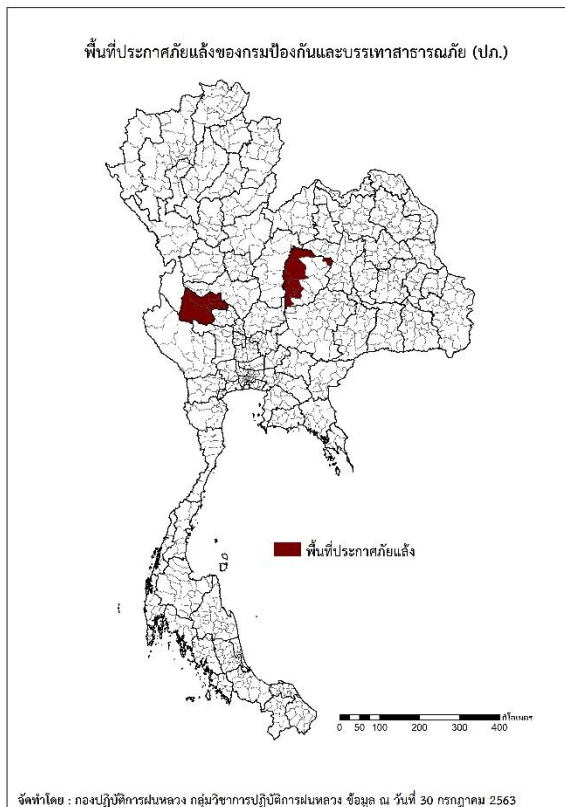 พื้นที่ประกาศภัยแล้งของกรมป้องกันและบรรเทาสาธารณภัย (ปภ.)
พื้นที่ประกาศภัยแล้ง
กิโลเมตร
0 50 100 200 300 400
จัดทำโดย : กองปฏิบัติการฝนหลวง กลุ่มวิชาการปฏิบัติการฝนหลวง ข้อมูล ณ วันที่ 30 กรกฎาคม 2563